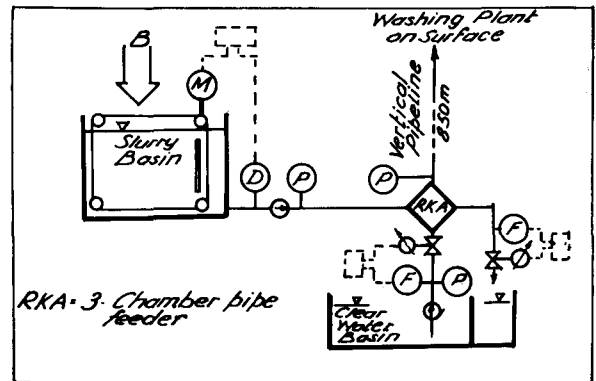 B
M
Slurry
Basin
D
P
Washing Plant
on Surface
Vertical
Pipeline
850m
P
RKA
F
F
P
Clear
Water
Basin
RKA = 3-Chamber pipe
feeder